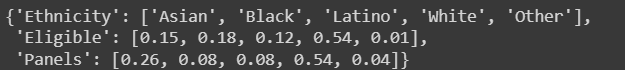 {'Ethnicity': ['Asian', 'Black', 'Latino', 'White', 'Other'],
 'Eligible': [0.15, 0.18, 0.12, 0.54, 0.01],
 'Panels': [0.26, 0.08, 0.08, 0.54, 0.04]}